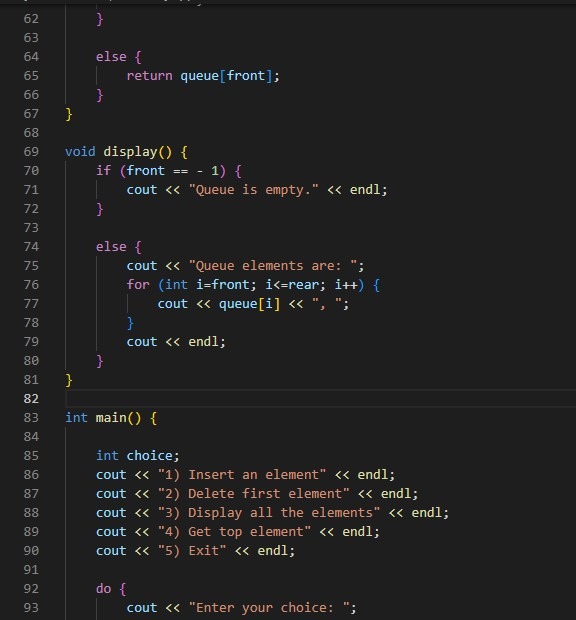 62 }
63
64 else {
65 return queue[front];
66 }
67 }
68
69 void display() {
70 if (front == - 1) {
71 cout << "Queue is empty." << endl;
72 }
73
74 else {
75 cout << "Queue elements are: ";
76 for (int i=front; i<=rear; i++) {
77 cout << queue[i] << ", ";
78 }
79 cout << endl;
80 }
81 }
82
83 int main() {
84
85 int choice;
86 cout << "1) Insert an element" << endl;
87 cout << "2) Delete first element" << endl;
88 cout << "3) Display all the elements" << endl;
89 cout << "4) Get top element" << endl;
90 cout << "5) Exit" << endl;
91
92 do {
93 cout << "Enter your choice: ";